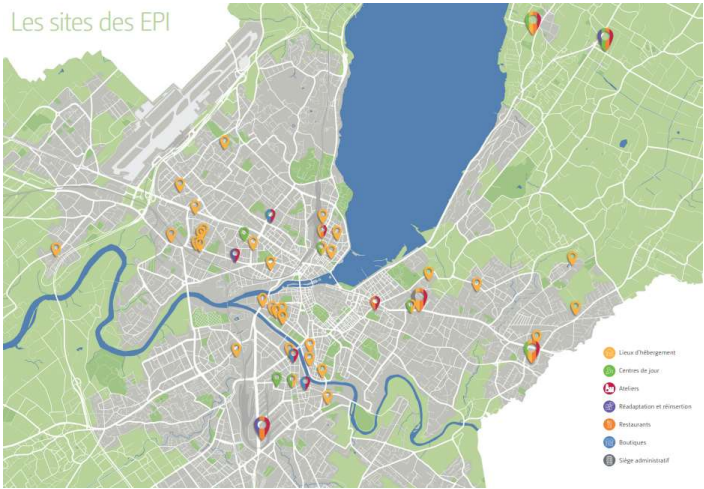 Les sites des EPI
Lieux d'hébergement
Centres de jour
Ateliers
Réadaptation et réinsertion
Restaurants
Boutiques
Siège administratif